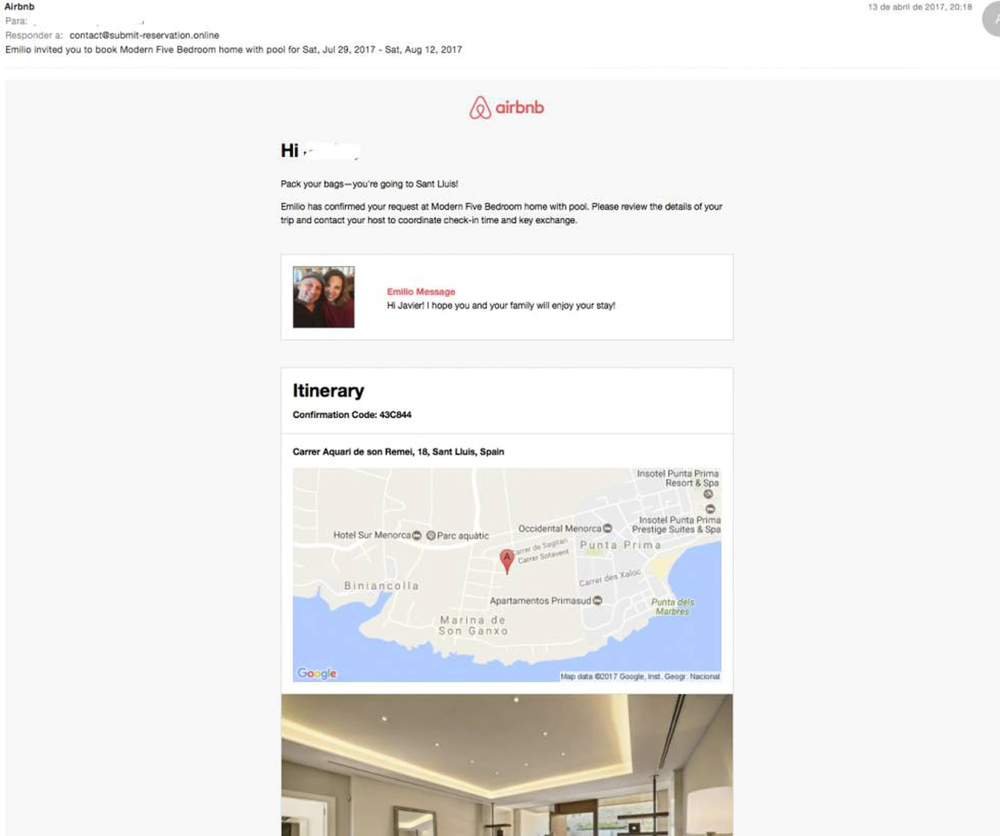 Airbnb
13 de abril de 2017, 20:18
Para:
Responder a: contact@submit-reservation.online
Emilio invited you to book Modern Five Bedroom home with pool for Sat, Jul 29, 2017 - Sat, Aug 12, 2017
airbnb
Hi
Pack your bags—you're going to Sant Lluis!
Emilio has confirmed your request at Modern Five Bedroom home with pool. Please review the details of your
trip and contact your host to coordinate check-in time and key exchange.
Emilio Message
Hi Javier! I hope you and your family will enjoy your stay!
Itinerary
Confirmation Code: 43C844
Carrer Aquari de son Remei, 18, Sant Lluis, Spain
Insotel Punta Prima
Resort & Spa
Insotel Punta Prima
Prestige Suites & Spa
Occidental Menorca
Hotel Sur Menorca
Parc aquàtic
Punta Prima
Carrer de Sagitari
Carrer Sotavent
A
Carrer des Xaloc
Biniancolla
Apartamentos Primasud
Punta dels
Marbres
Marina de
Son Ganxo
Google
Map data ©2017 Google, Inst. Geogr. Nacional